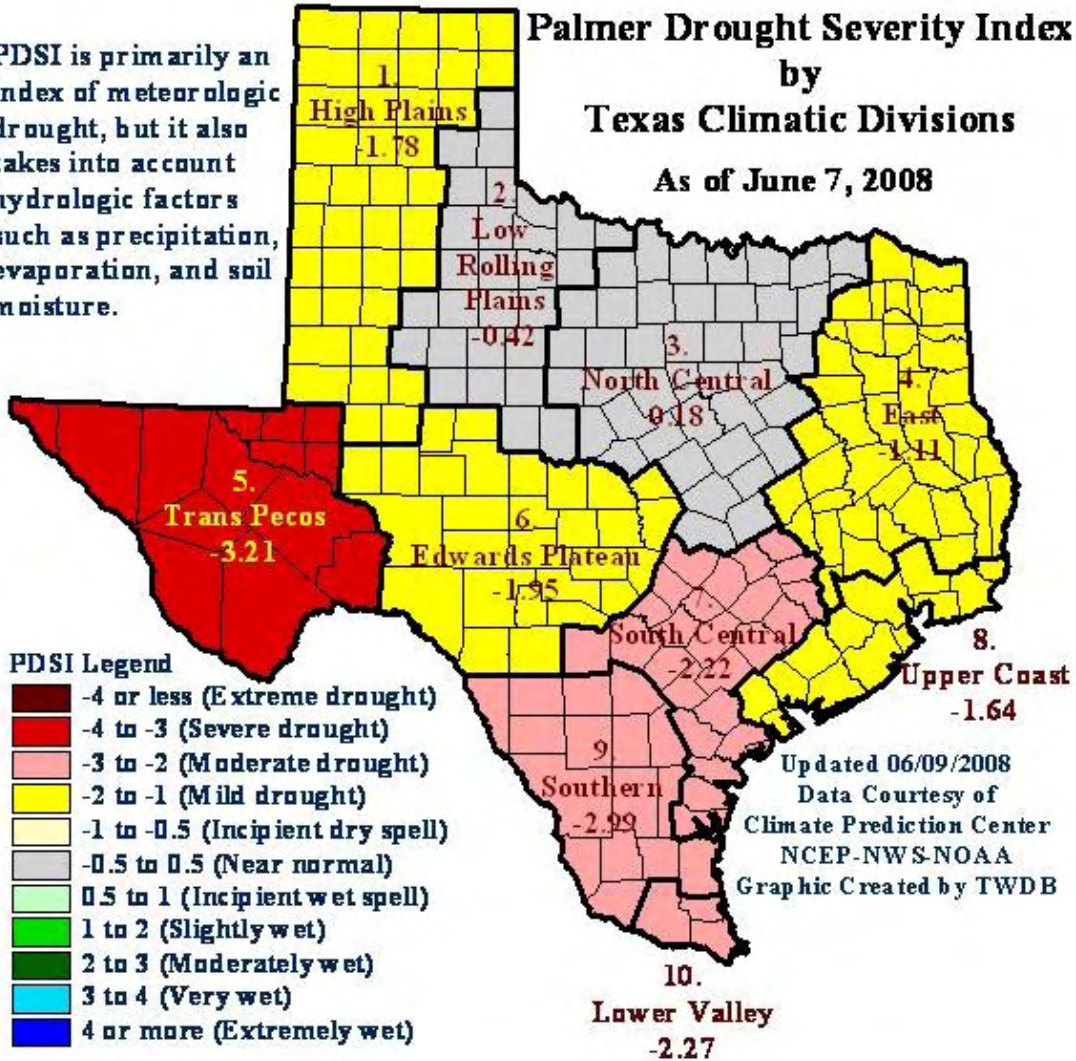 Palmer Drought Severity Index
by
Texas Climatic Divisions
As of June 7, 2008
PDSI is primarily an
index of meteorologic
drought, but it also
takes into account
hydrologic factors
such as precipitation,
evaporation, and soil
moisture.
1.
High Plains
-1.78
2.
Low
Rolling
Plains
-0.42
3.
North Central
0.18
4.
East
-1.11
5.
Trans Pecos
-3.21
6.
Edwards Plateau
-1.95
7.
South Central
-2.22
8.
Upper Coast
-1.64
9.
Southern
-2.99
10.
Lower Valley
-2.27
PDSI Legend
-4 or less (Extreme drought)
-4 to -3 (Severe drought)
-3 to -2 (Moderate drought)
-2 to -1 (Mild drought)
-1 to -0.5 (Incipient dry spell)
-0.5 to 0.5 (Near normal)
0.5 to 1 (Incipient wet spell)
1 to 2 (Slightly wet)
2 to 3 (Moderately wet)
3 to 4 (Very wet)
4 or more (Extremely wet)
Updated 06/09/2008
Data Courtesy of
Climate Prediction Center
NCEP-NWS-NOAA
Graphic Created by TWDB